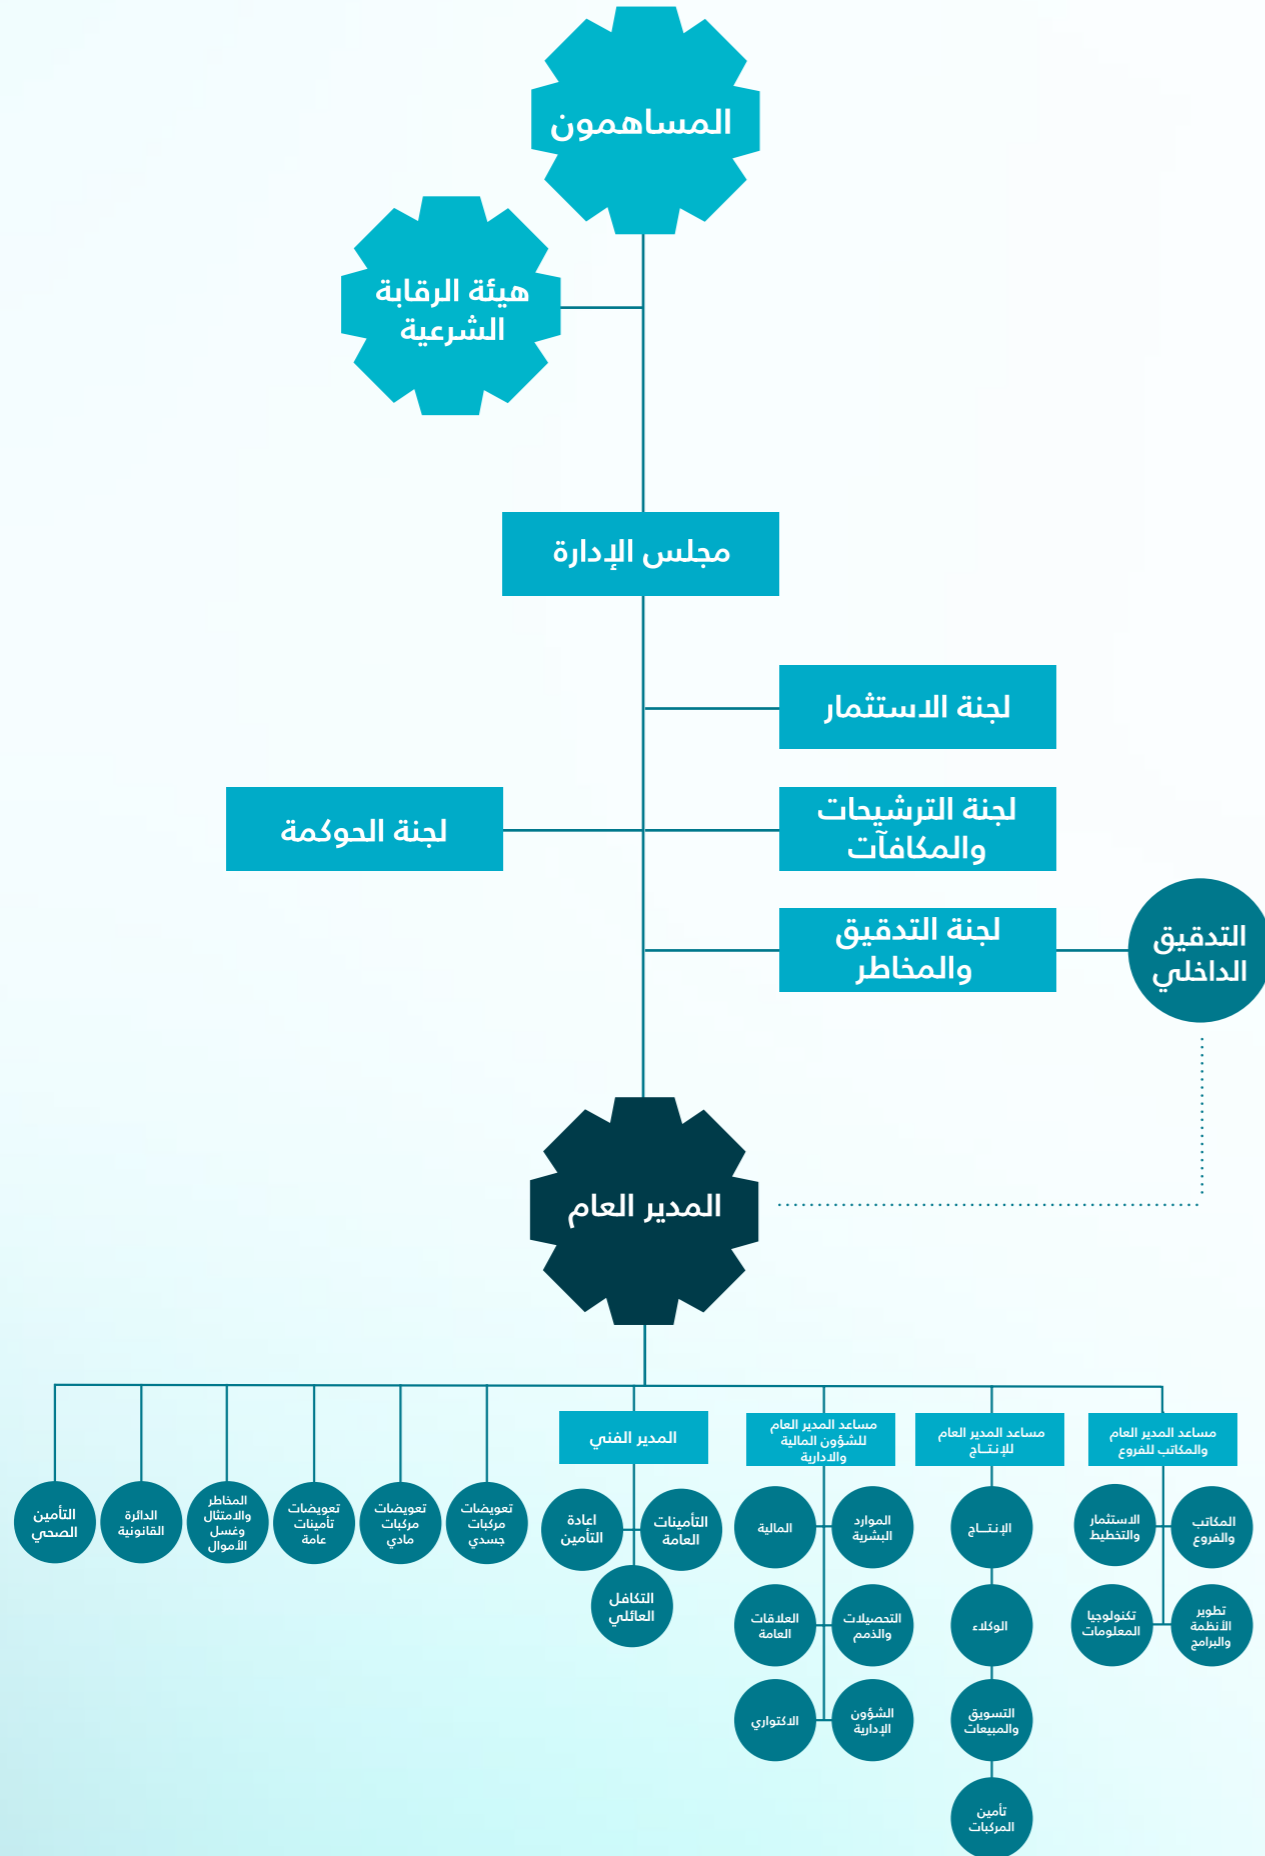 المساهمون
هيئة الرقابة
الشرعية
مجلس الإدارة
لجنة الاستثمار
لجنة الترشيحات
والمكافآت
لجنة الحوكمة
لجنة التدقيق
والمخاطر
التدقيق
الداخلي
المدير العام
مساعد المدير العام
والمكاتب للفروع
مساعد المدير العام
للإنـتــاج
مساعد المدير العام
للشؤون المالية
والادارية
المدير الفني
المكاتب
والفروع
الاستثمار
والتخطيط
تطوير
الأنظمة
والبرامج
تكنولوجيا
المعلومات
الإنـتــاج
الوكلاء
التسويق
والمبيعات
تأمين
المركبات
الموارد
البشرية
المالية
التحصيلات
والذمم
العلاقات
العامة
الشؤون
الإدارية
الاكتواري
التأمينات
العامة
اعادة
التأمين
التكافل
العائلي
تعويضات
مركبات
جسدي
تعويضات
مركبات
مادي
تعويضات
تأمينات
عامة
المخاطر
والامتثال
وغسل
الأموال
الدائرة
القانونية
التأمين
الصحي